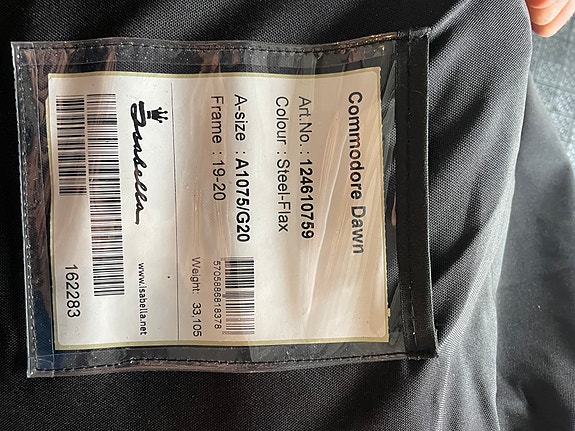 Commodore Dawn
Art.No. : 124610759
Colour : Steel-Flax
A-size : A1075/G20
Frame : 19-20
5705886818378
Weight: 33,105
Isabella
www.isabella.net
162283